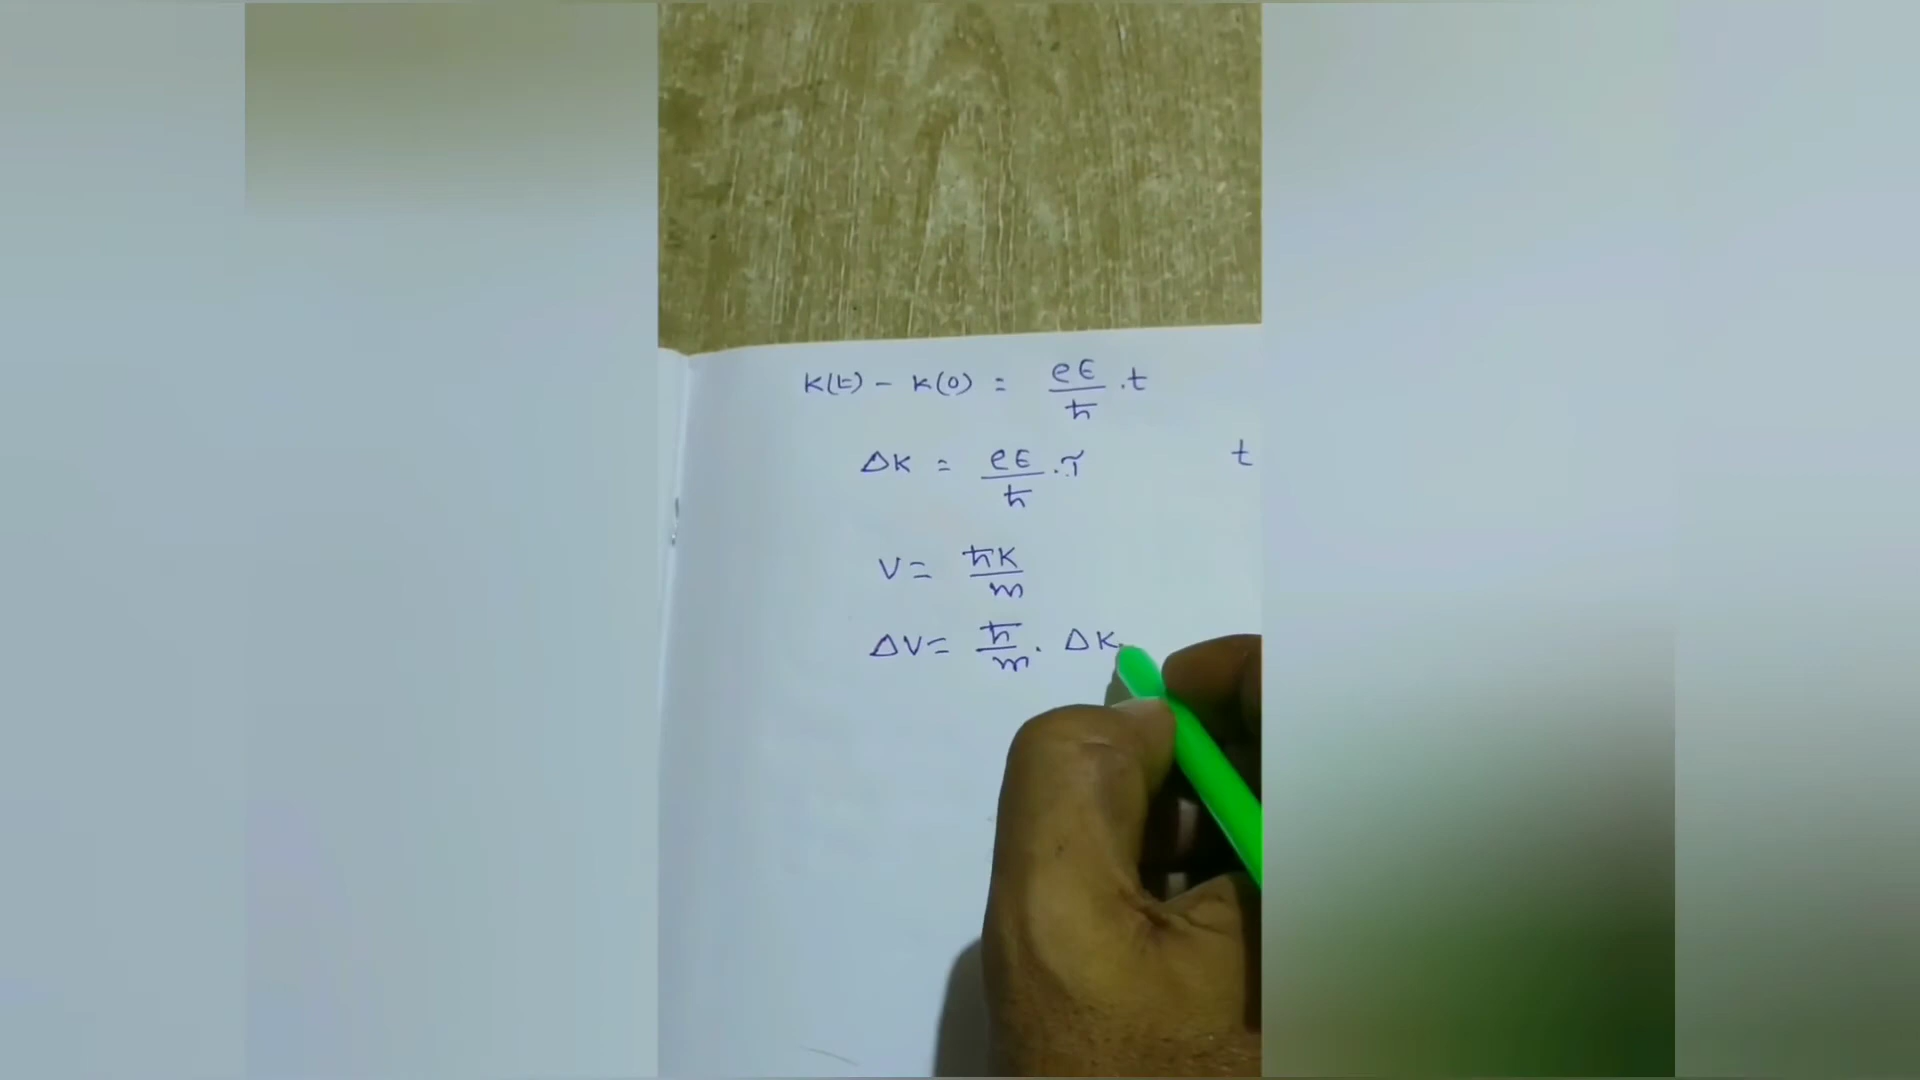 K(t) - K(0) = eϵ/ħ .t
ΔK = eϵ/ħ .τ t
V = ħK/m
ΔV = ħ/m . ΔK.